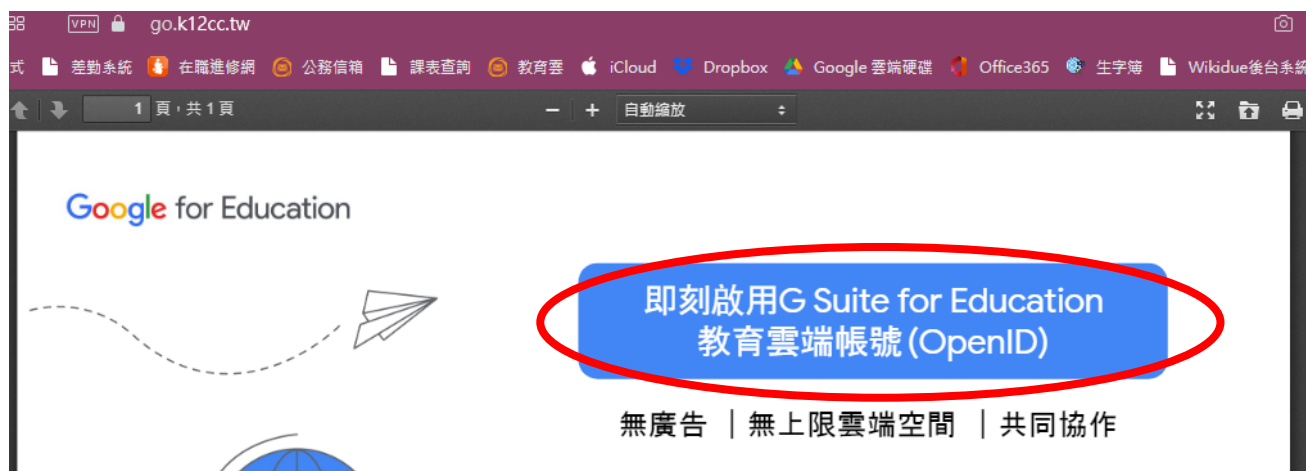 VPN go.k12cc.tw
式 差勤系統 在職進修網 公務信箱 課表查詢 教育雲 iCloud Dropbox Google 雲端硬碟 Office365 生字簿 Wikidue後台系統
1 頁,共 1 頁 − + 自動縮放
Google for Education
即刻啟用G Suite for Education
教育雲端帳號 (OpenID)
無廣告 | 無上限雲端空間 | 共同協作